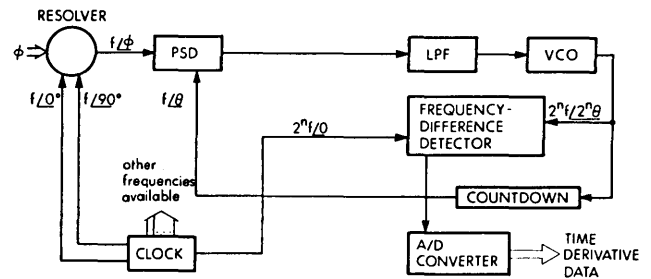 RESOLVER
ϕ
f/ϕ
PSD
LPF
VCO
f/0°
f/90°
f/θ
FREQUENCY-
DIFFERENCE
DETECTOR
2ⁿf/2ⁿθ
2ⁿf/0
other
frequencies
available
COUNTDOWN
CLOCK
A/D
CONVERTER
TIME
DERIVATIVE
DATA